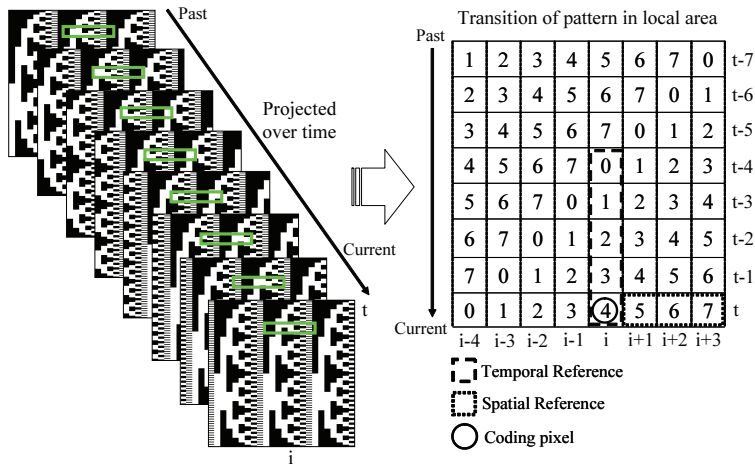 Past
Projected
over time
Current
t
i
Transition of pattern in local area
Past
1 2 3 4 5 6 7 0 t-7
2 3 4 5 6 7 0 1 t-6
3 4 5 6 7 0 1 2 t-5
4 5 6 7 0 1 2 3 t-4
5 6 7 0 1 2 3 4 t-3
6 7 0 1 2 3 4 5 t-2
7 0 1 2 3 4 5 6 t-1
0 1 2 3 4 5 6 7 t
Current
i-4 i-3 i-2 i-1 i i+1 i+2 i+3
Temporal Reference
Spatial Reference
Coding pixel